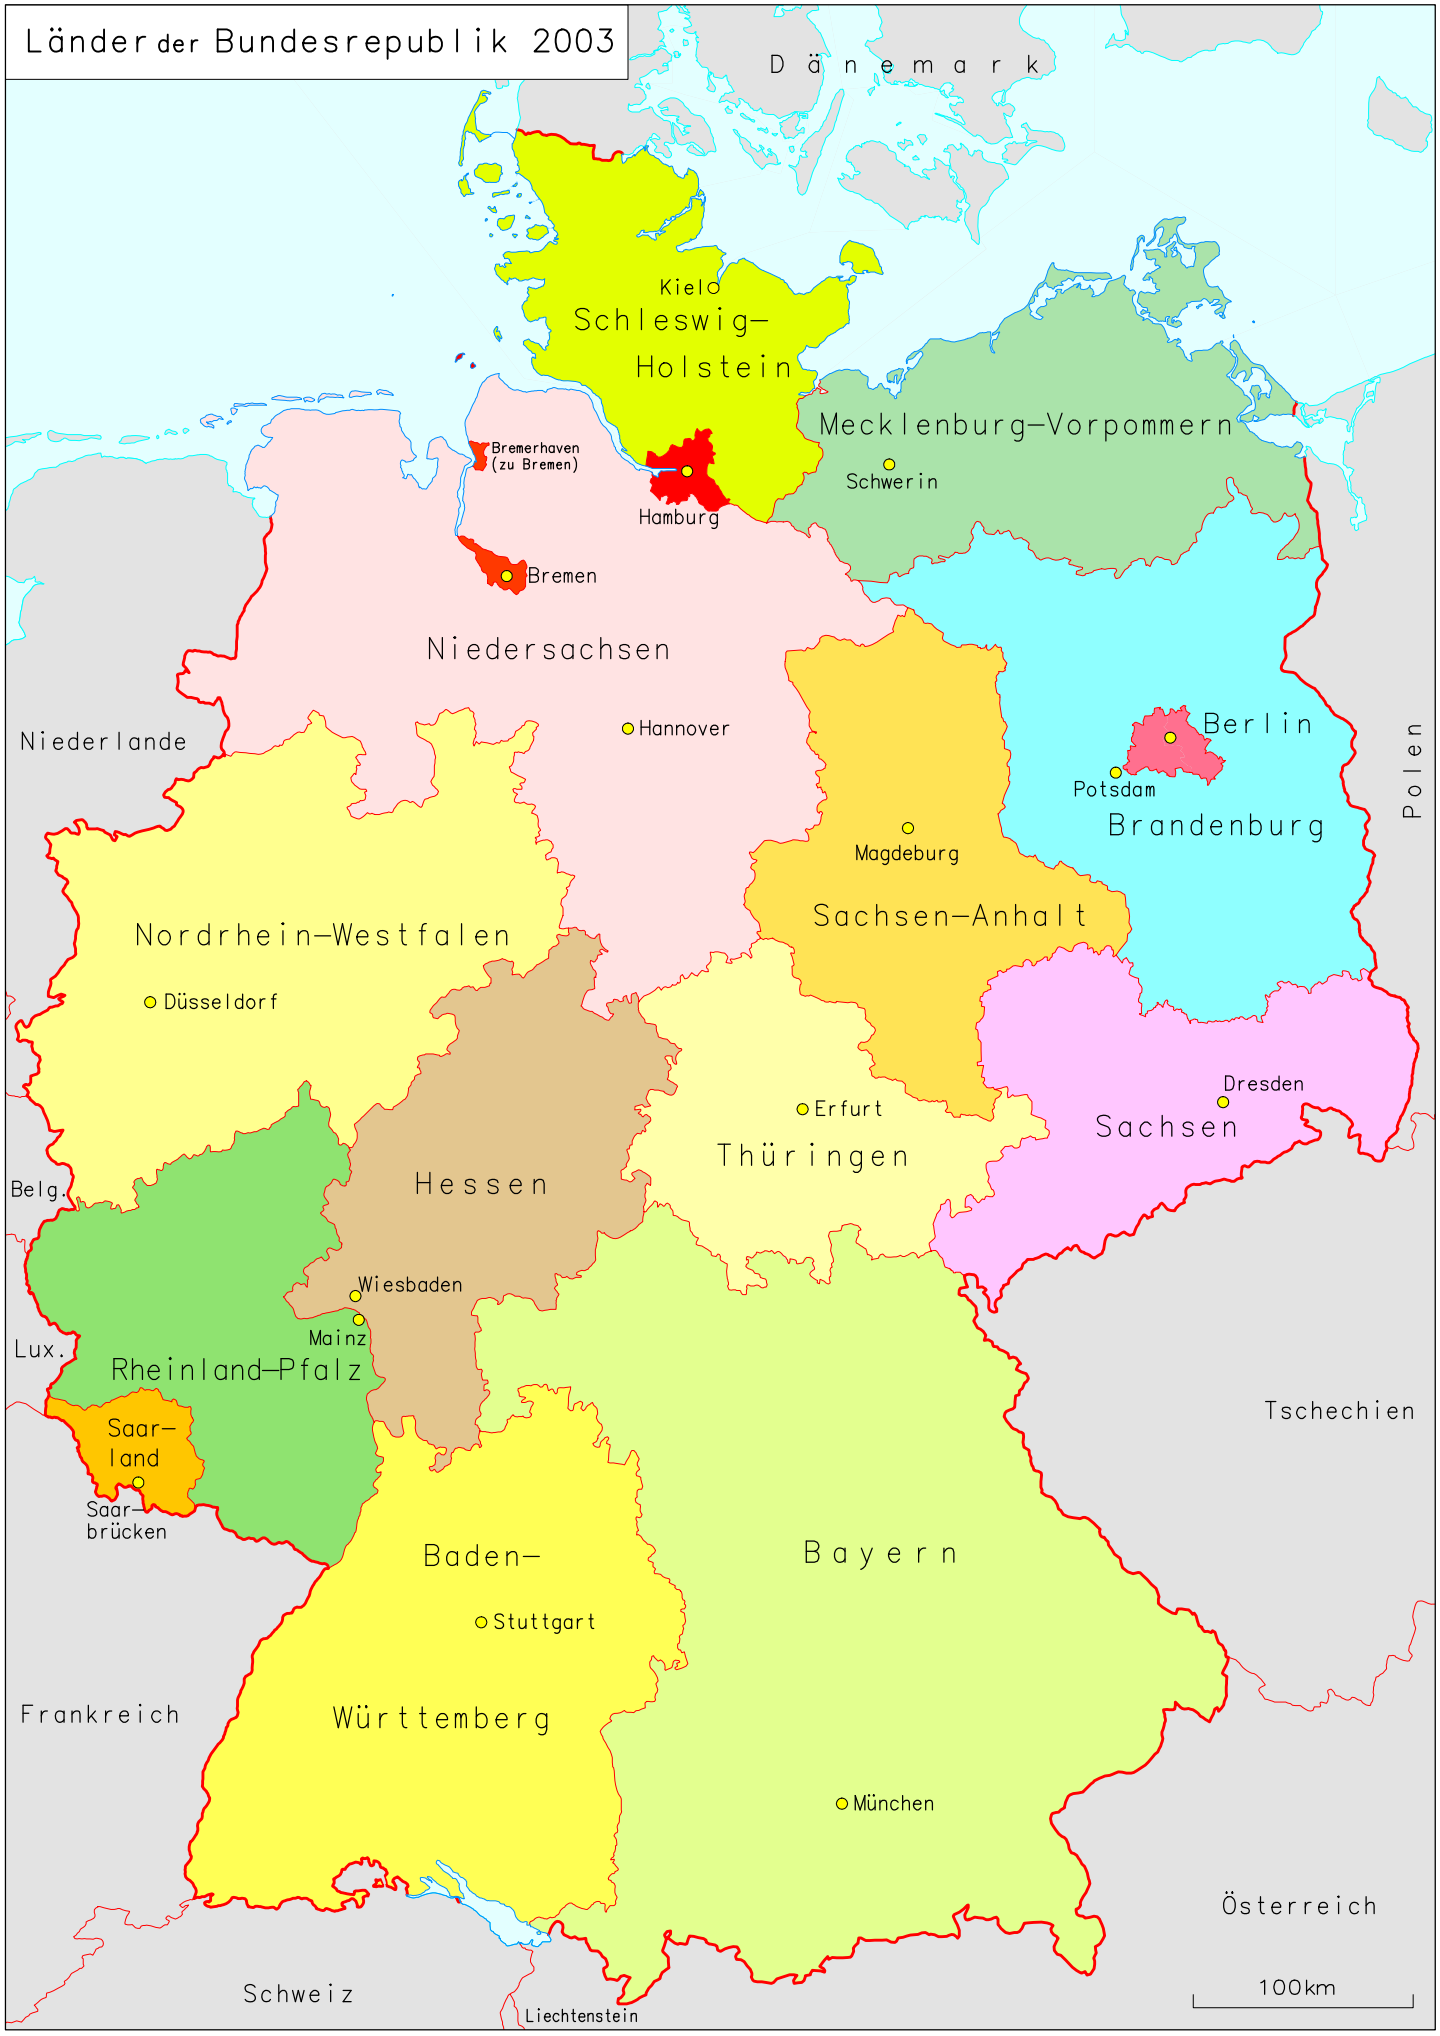 Länder der Bundesrepublik 2003
Dänemark
Kiel
Schleswig–
Holstein
Mecklenburg–Vorpommern
Schwerin
Bremerhaven
(zu Bremen)
Hamburg
Bremen
Niedersachsen
Hannover
Niederlande
Berlin
Potsdam
Brandenburg
Polen
Magdeburg
Sachsen–Anhalt
Nordrhein–Westfalen
Düsseldorf
Dresden
Sachsen
Erfurt
Thüringen
Hessen
Belg.
Wiesbaden
Mainz
Lux.
Rheinland–Pfalz
Saar–
land
Saar–
brücken
Tschechien
Baden–
Bayern
Stuttgart
Frankreich
Württemberg
München
Österreich
Schweiz
100km
Liechtenstein